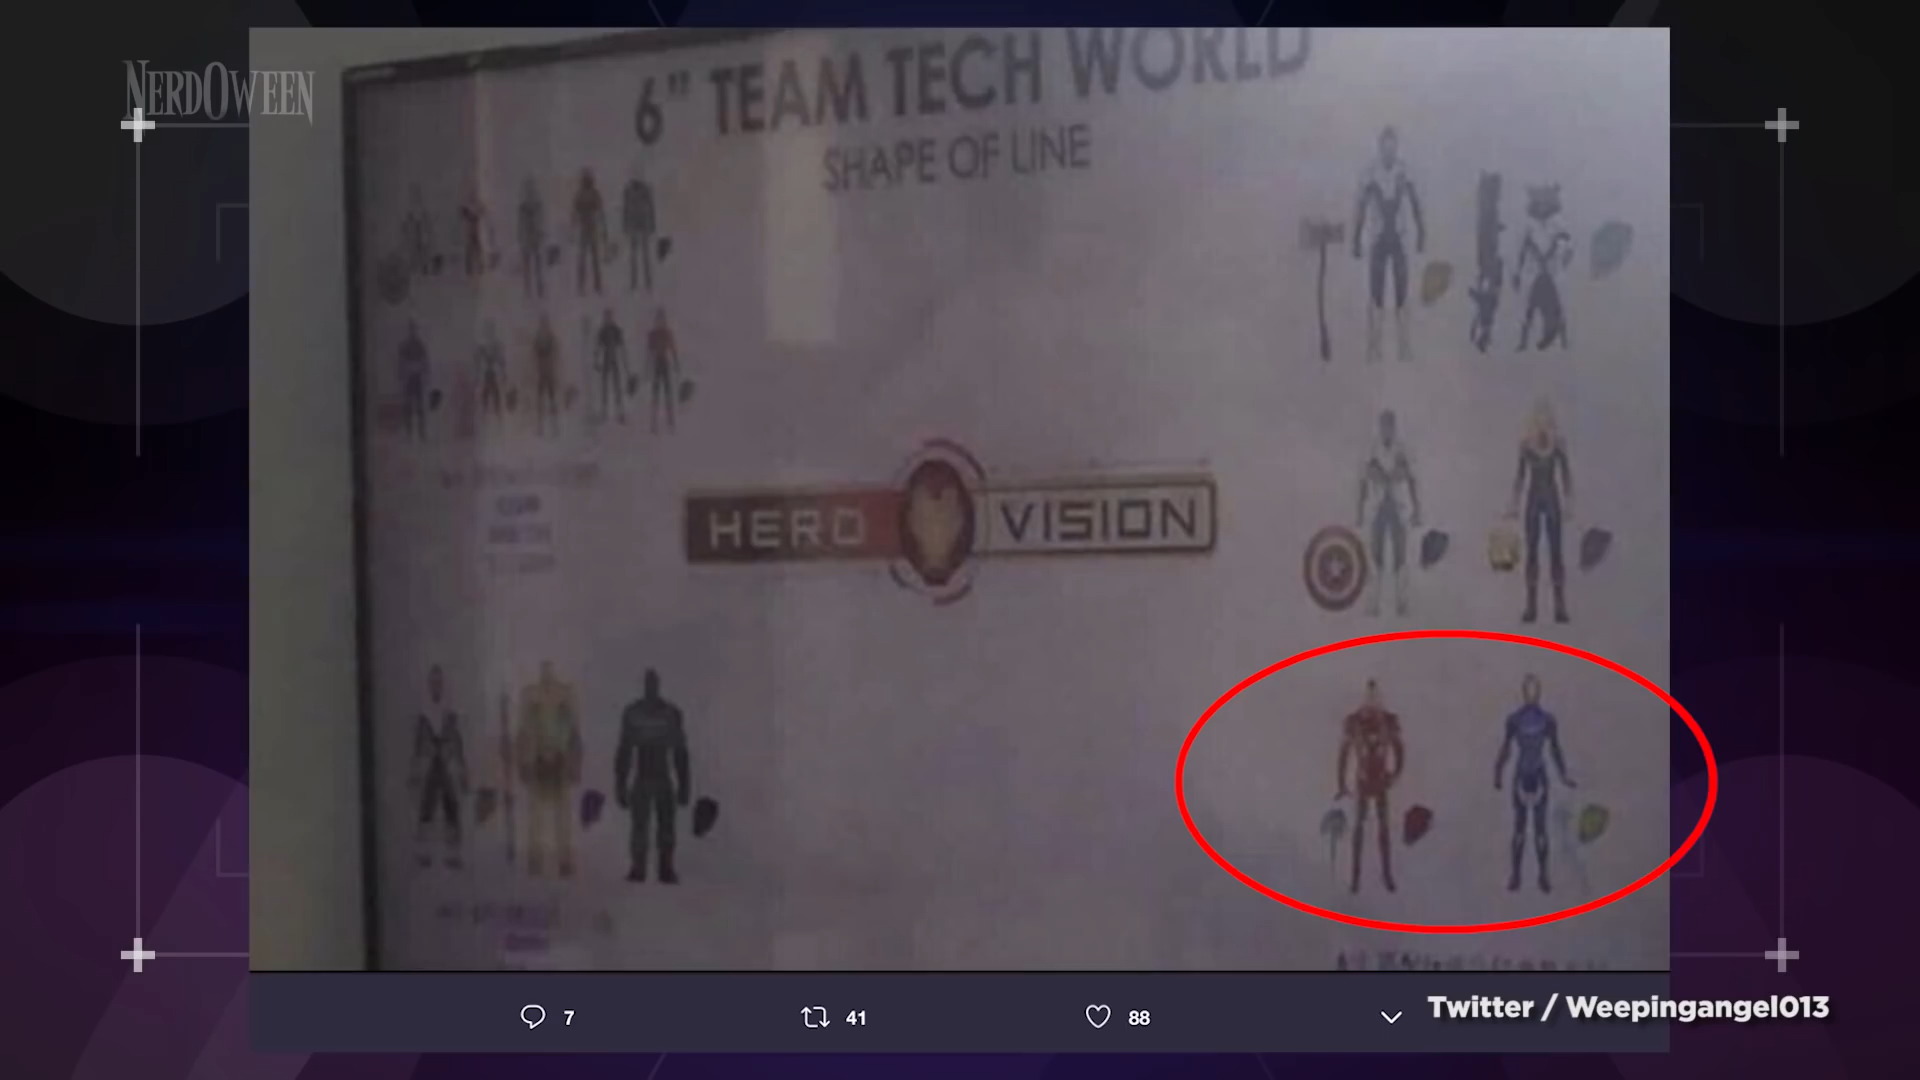 NERDOWEEN
6" TEAM TECH WORLD
SHAPE OF LINE
HERO VISION
7
41
88
Twitter / Weepingangel013